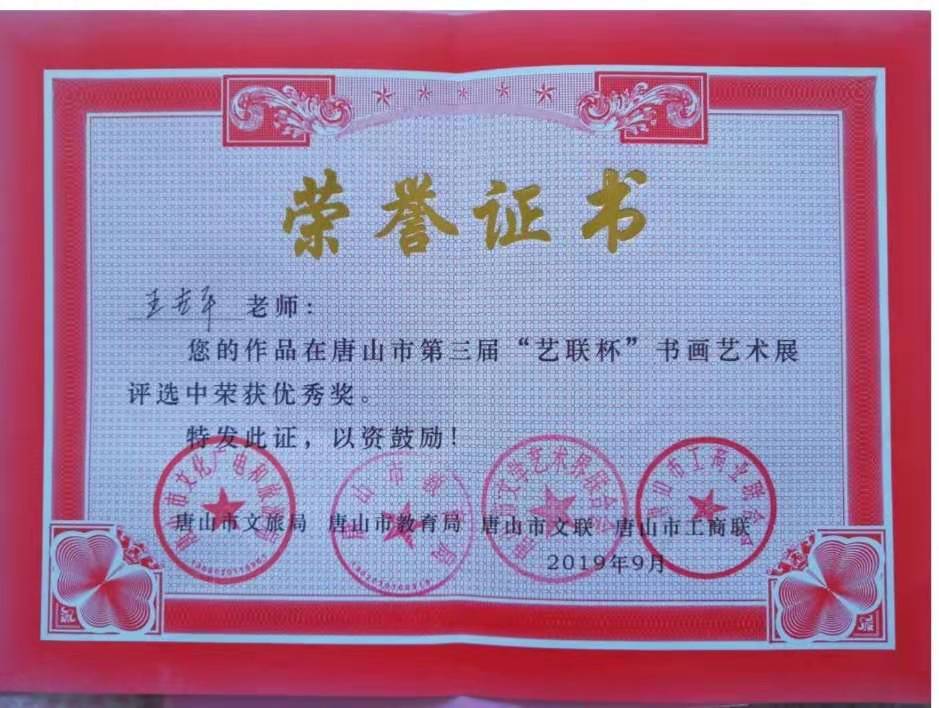 荣誉证书
王老年 老师：
您的作品在唐山市第三届“艺联杯”书画艺术展
评选中荣获优秀奖。
特发此证，以资鼓励！
唐山市文旅局 唐山市教育局 唐山市文联 唐山市工商联
2019年9月